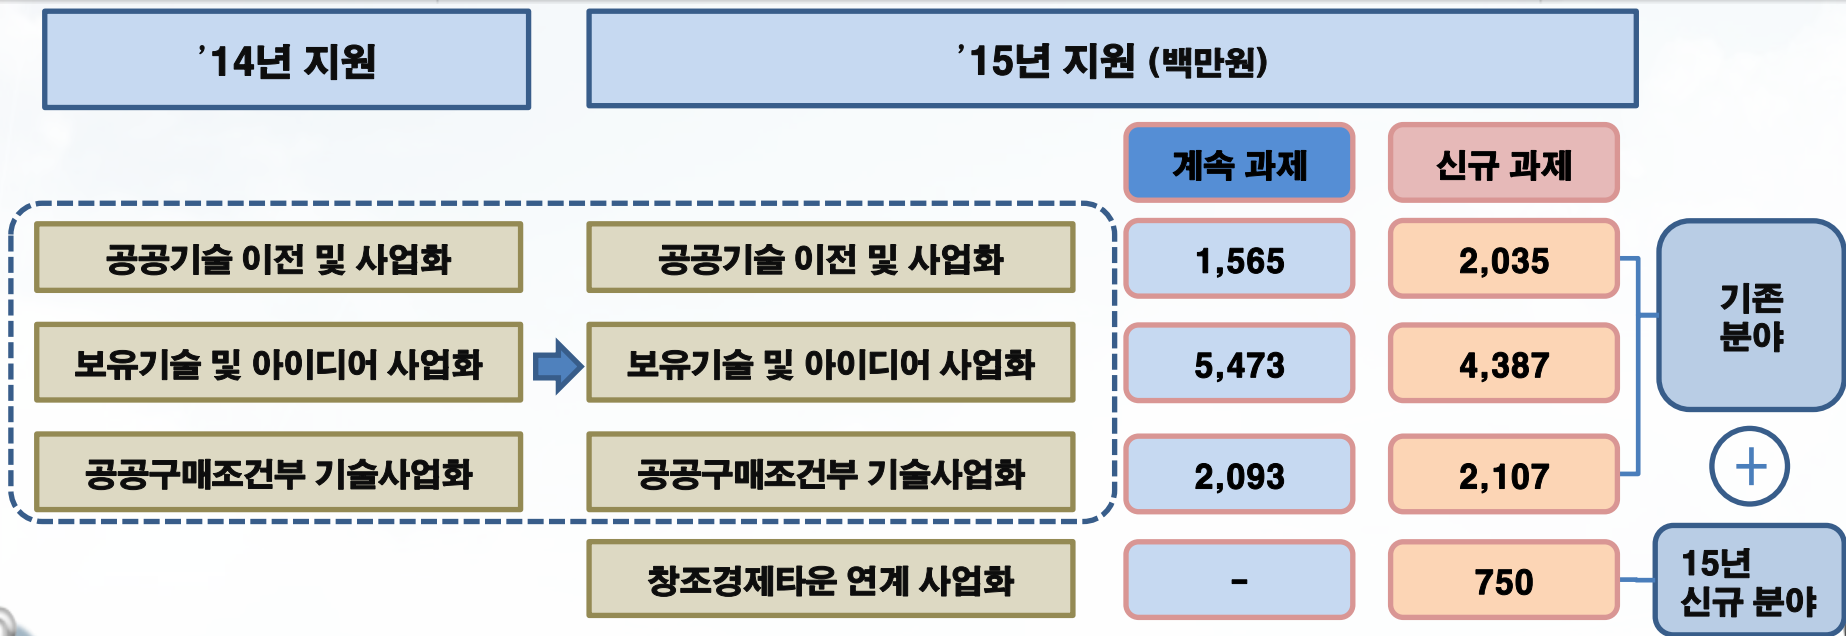 ’14년 지원
’15년 지원 (백만원)
계속 과제
신규 과제
공공기술 이전 및 사업화
공공기술 이전 및 사업화
1,565
2,035
기존
분야
보유기술 및 아이디어 사업화
보유기술 및 아이디어 사업화
5,473
4,387
공공구매조건부 기술사업화
공공구매조건부 기술사업화
2,093
2,107
+
창조경제타운 연계 사업화
–
750
15년
신규 분야